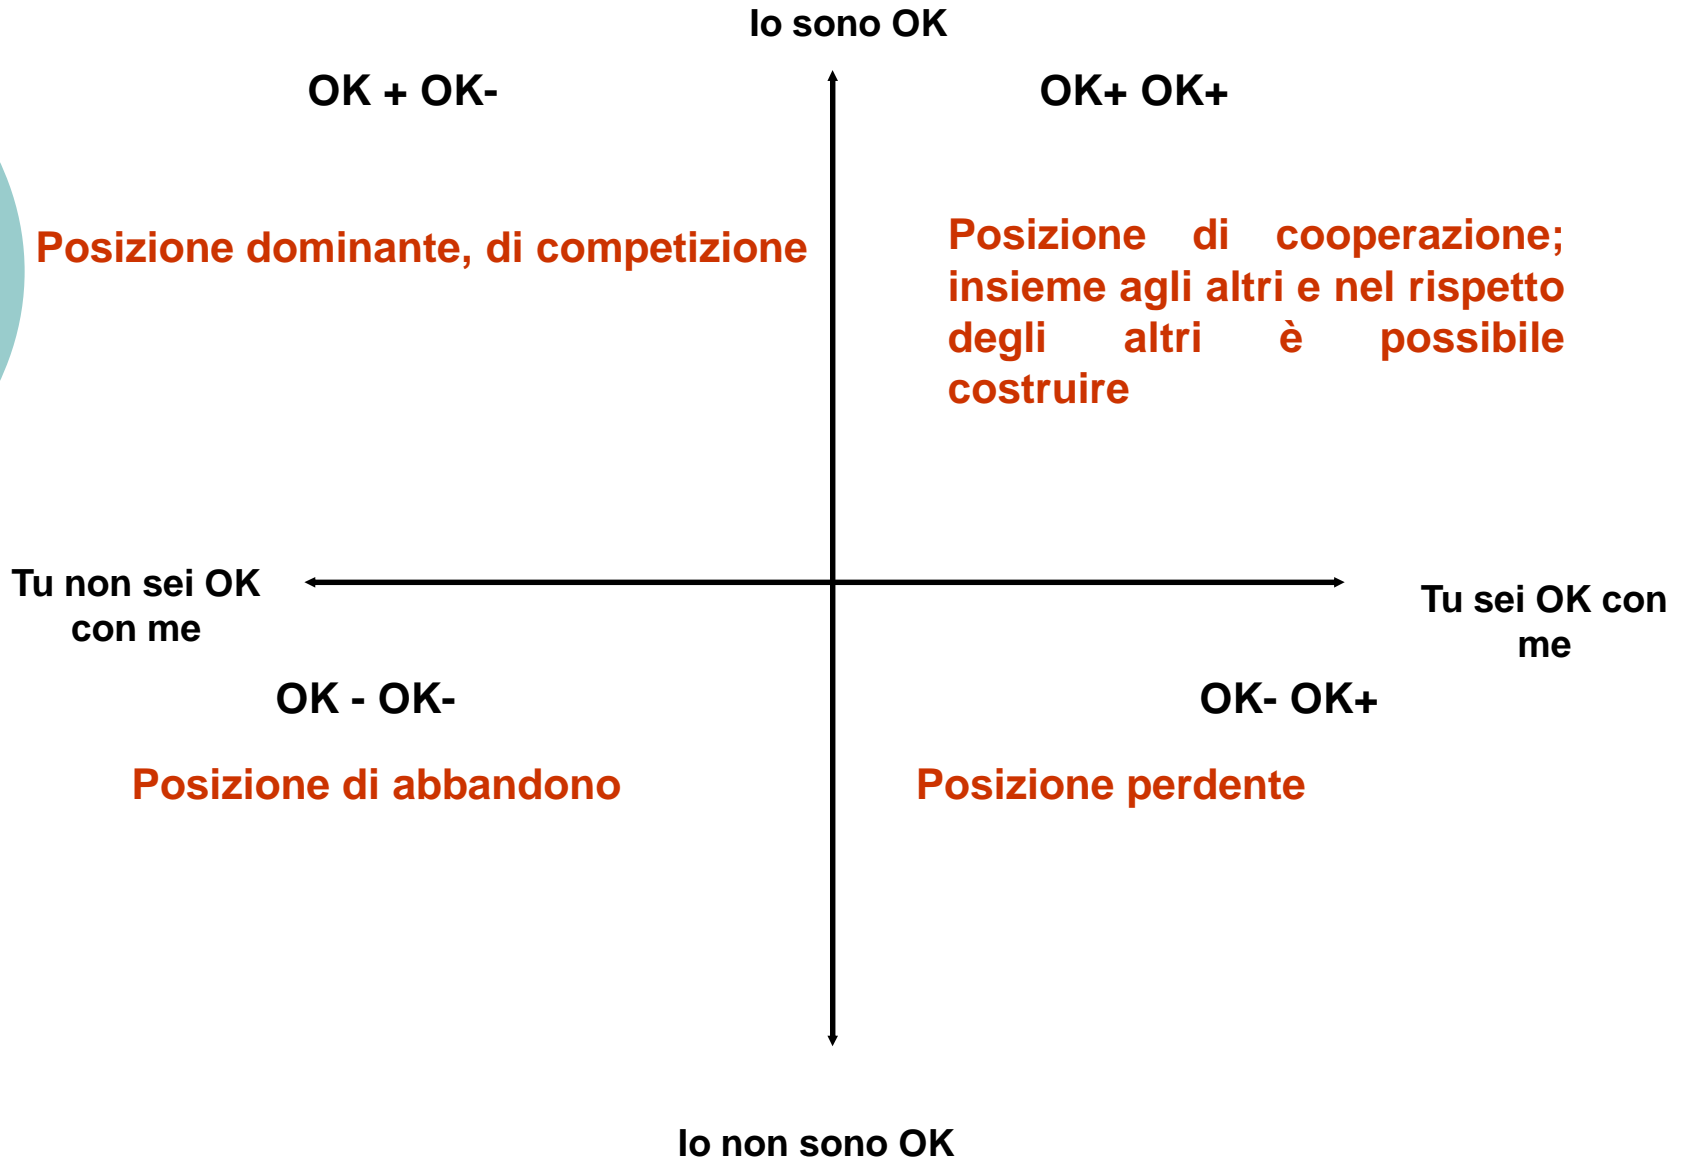 Io sono OK
OK + OK-
OK+ OK+
Posizione dominante, di competizione
Posizione di cooperazione;
insieme agli altri e nel rispetto
degli altri è possibile
costruire
Tu non sei OK
con me
Tu sei OK con
me
OK - OK-
OK- OK+
Posizione di abbandono
Posizione perdente
Io non sono OK